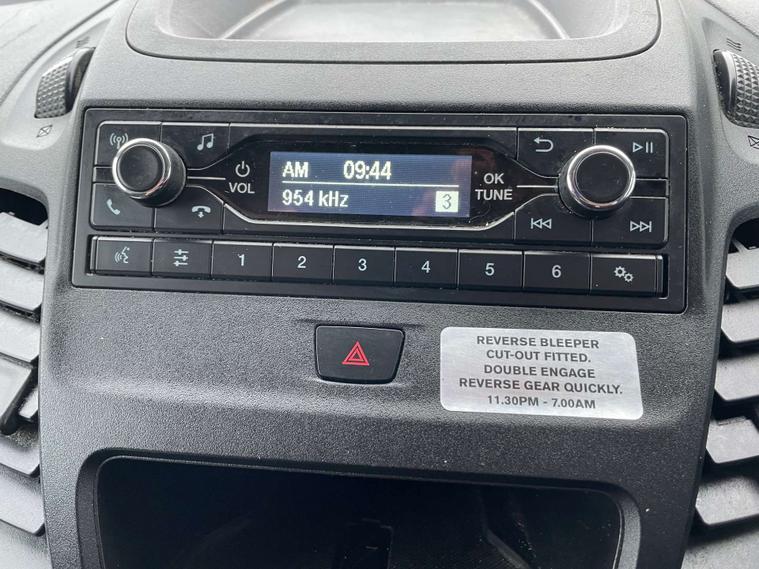 AM 09:44
954 kHz 3
VOL
OK
TUNE
1 2 3 4 5 6
REVERSE BLEEPER
CUT-OUT FITTED.
DOUBLE ENGAGE
REVERSE GEAR QUICKLY.
11.30PM - 7.00AM